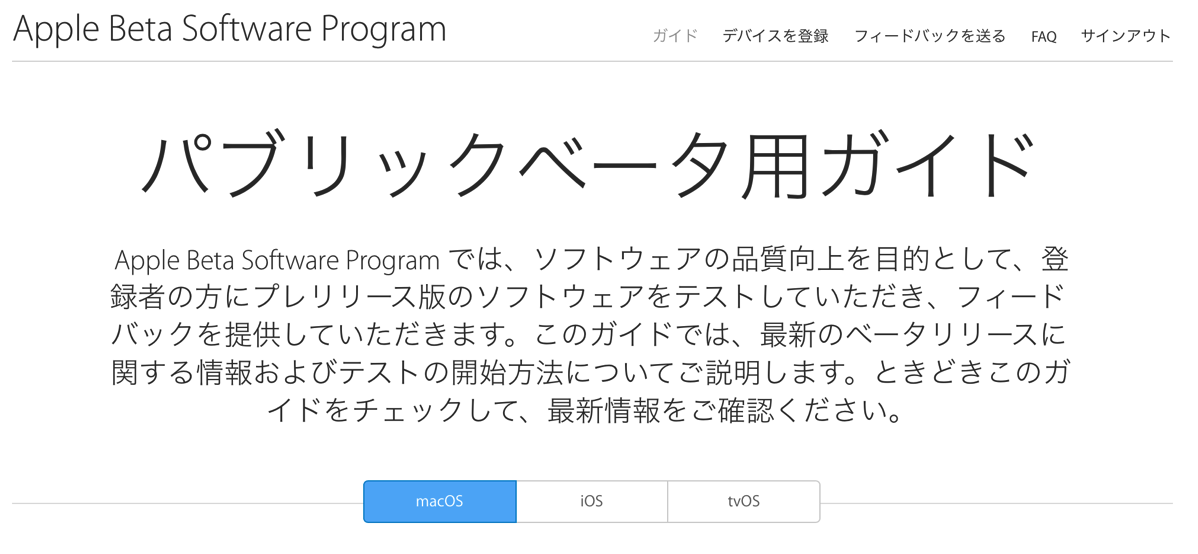 Apple Beta Software Program
ガイド デバイスを登録 フィードバックを送る FAQ サインアウト
パブリックベータ用ガイド
Apple Beta Software Program では、ソフトウェアの品質向上を目的として、登
録者の方にプレリリース版のソフトウェアをテストしていただき、フィード
バックを提供していただきます。このガイドでは、最新のベータリリースに
関する情報およびテストの開始方法についてご説明します。ときどきこのガ
イドをチェックして、最新情報をご確認ください。
macOS iOS tvOS